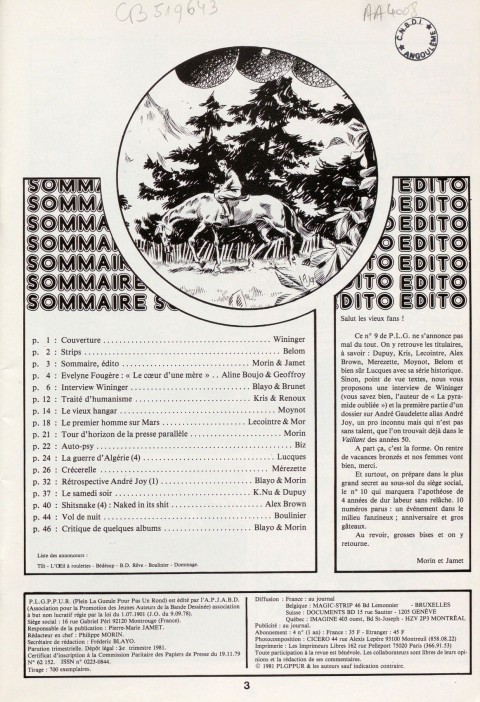 CB 519643
AA4008
C.N.B.D.I.
ANGOULÊME
SOMMA
SOMMA
SOMMA
SOMMA
SOMMA
SOMMAIRE
SOMMAIRE S
EDITO
EDITO
EDITO
EDITO
EDITO
DITO EDITO
DITO EDITO
p. 1 : Couverture ........ Wininger
p. 2 : Strips ........ Belom
p. 3 : Sommaire, édito ........ Morin & Jamet
p. 4 : Evelyne Fougère : « Le cœur d'une mère » .. Aline Boujo & Geoffroy
p. 6 : Interview Wininger ........ Blayo & Brunet
p. 12 : Traité d'humanisme ........ Kris & Renoux
p. 14 : Le vieux hangar ........ Moynot
p. 18 : Le premier homme sur Mars ........ Lecointre & Mor
p. 21 : Tour d'horizon de la presse parallèle ........ Morin
p. 22 : Auto-psy ........ Biz
p. 24 : La guerre d'Algérie (4) ........ Lucques
p. 26 : Crécerelle ........ Mérezette
p. 32 : Rétrospective André Joy (1) ........ Blayo & Morin
p. 37 : Le samedi soir ........ K.Nu & Dupuy
p. 40 : Shitsnake (4) : Naked in its shit ........ Alex Brown
p. 44 : Vol de nuit ........ Boulinier
p. 46 : Critique de quelques albums ........ Blayo & Morin
Liste des annonceurs :
Tilt - L'Œil à roulettes - Bédésup - B.D. Rêve - Boulinier - Dommage.
Salut les vieux fans !
Ce n° 9 de P.L.G. ne s'annonce pas
mal du tout. On y retrouve les titulaires,
à savoir : Dupuy, Kris, Lecointre, Alex
Brown, Merezette, Moynot, Belom et
bien sûr Lucques avec sa série historique.
Sinon, point de vue textes, nous vous
proposons une interview de Wininger
(vous savez bien, l'auteur de « La pyra-
mide oubliée ») et la première partie d'un
dossier sur André Gaudelette alias André
Joy, un pro inconnu mais qui n'est pas
sans talent, que l'on trouvait déjà dans le
Vaillant des années 50.
A part ça, c'est la forme. On rentre
de vacances bronzés et nos femmes vont
bien, merci.
Et surtout, on prépare dans le plus
grand secret au sous-sol du siège social,
le n° 10 qui marquera l'apothéose de
4 années de dur labeur sans relâche. 10
numéros parus : un événement dans le
milieu fanzineux ; anniversaire et gros
gâteaux.
Au revoir, grosses bises et on y
retourne.
Morin et Jamet
P.L.G.P.P.U.R. (Plein La Gueule Pour Pas Un Rond) est édité par l'A.P.J.A.B.D.
(Association pour la Promotion des Jeunes Auteurs de la Bande Dessinée) association
à but non lucratif régie par la loi du 1.07.1901 (J.O. du 9.09.78).
Siège social : 16 rue Gabriel Péri 92120 Montrouge (France).
Responsable de la publication : Pierre-Marie JAMET.
Rédacteur en chef : Philippe MORIN.
Secrétaire de rédaction : Frédéric BLAYO.
Parution trimestrielle. Dépôt légal : 3e trimestre 1981.
Certificat d'inscription à la Commission Paritaire des Papiers de Presse du 19.11.79
N° 62 152. ISSN n° 0223-0844.
Tirage : 700 exemplaires.
Diffusion : France : au journal
Belgique : MAGIC-STRIP 46 Bd Lemonnier - BRUXELLES
Suisse : DOCUMENTS BD 15 rue Sautter - 1205 GENÈVE
Québec : IMAGINE 403 ouest, Bd St-Joseph - HZV 2P3 MONTRÉAL
Publicité : au journal.
Abonnement : 4 n° (1 an) : France : 35 F - Etranger : 45 F
Photocomposition : CICERO 44 rue Alexis Lepère 93100 Montreuil (858.08.22)
Imprimerie : Les Imprimeurs Libres 162 rue Pelleport 75020 Paris (366.91.53)
Toute participation à la revue est bénévole. Les collaborateurs sont libres de leurs opi-
nions et la rédaction de ses commentaires.
© 1981 PLGPPUR & les auteurs sauf indication contraire.
3